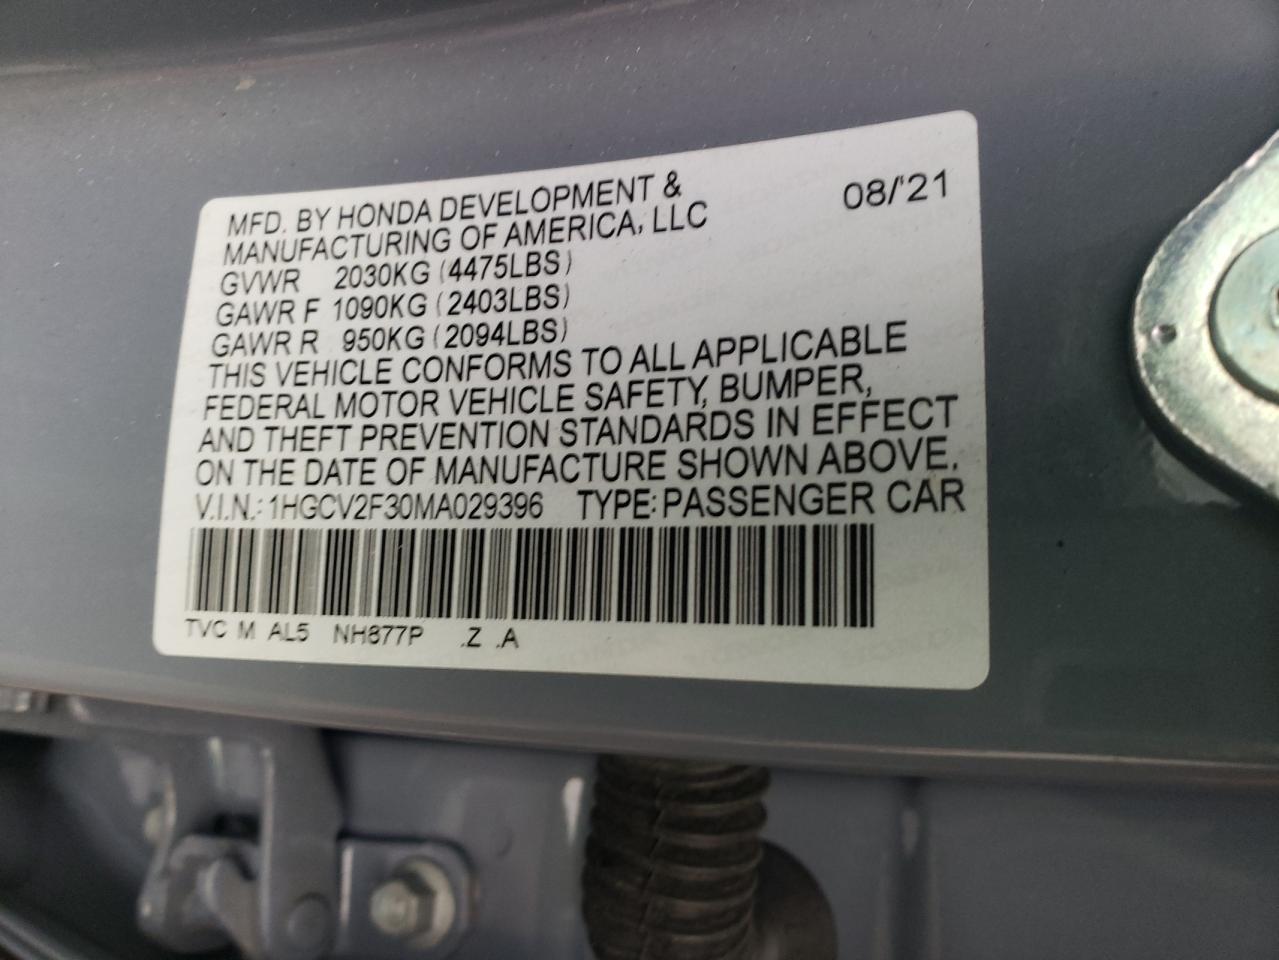 MFD. BY HONDA DEVELOPMENT & 08/'21
MANUFACTURING OF AMERICA, LLC
GVWR 2030KG (4475LBS)
GAWR F 1090KG (2403LBS)
GAWR R 950KG (2094LBS)
THIS VEHICLE CONFORMS TO ALL APPLICABLE
FEDERAL MOTOR VEHICLE SAFETY, BUMPER,
AND THEFT PREVENTION STANDARDS IN EFFECT
ON THE DATE OF MANUFACTURE SHOWN ABOVE.
V.I.N.: 1HGCV2F30MA029396 TYPE: PASSENGER CAR
TVC M AL5 NH877P .Z .A